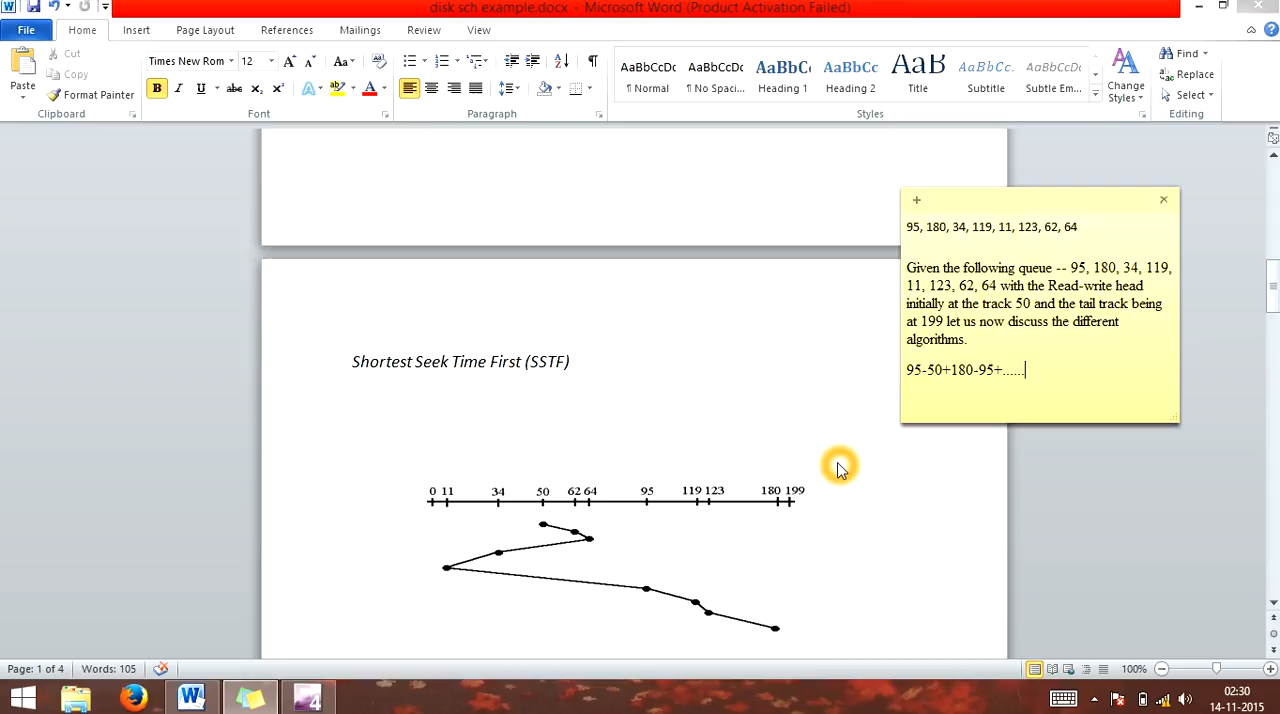 disk sch example.docx - Microsoft Word (Product Activation Failed)
File Home Insert Page Layout References Mailings Review View
Paste
Cut
Copy
Format Painter
Clipboard
Times New Rom 12
Font
Paragraph
AaBbCcDc AaBbCcDc AaBbC AaBbCc AaB AaBbCc. AaBbCcDc
¶ Normal ¶ No Spaci... Heading 1 Heading 2 Title Subtitle Subtle Em...
Styles
Change
Styles
Find
Replace
Select
Editing
95, 180, 34, 119, 11, 123, 62, 64
Given the following queue -- 95, 180, 34, 119,
11, 123, 62, 64 with the Read-write head
initially at the track 50 and the tail track being
at 199 let us now discuss the different
algorithms.
95-50+180-95+......
Shortest Seek Time First (SSTF)
0 11 34 50 62 64 95 119 123 180 199
Page: 1 of 4 Words: 105
100%
02:30
14-11-2015